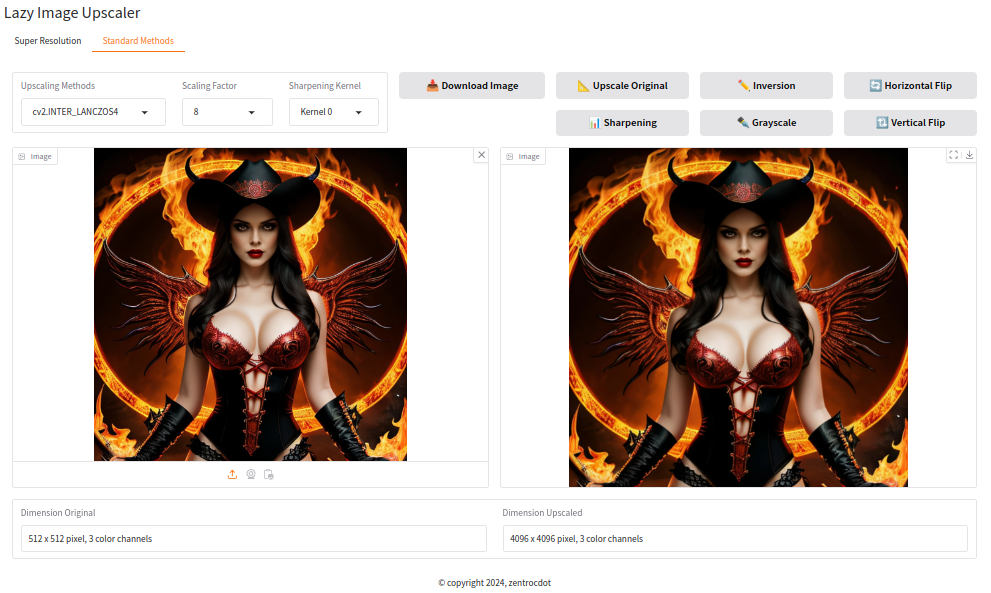 Lazy Image Upscaler
Super Resolution Standard Methods
Upscaling Methods Scaling Factor Sharpening Kernel
cv2.INTER_LANCZOS4 8 Kernel 0
Download Image Upscale Original Inversion Horizontal Flip
Sharpening Grayscale Vertical Flip
Image Image
Dimension Original Dimension Upscaled
512 x 512 pixel, 3 color channels 4096 x 4096 pixel, 3 color channels
© copyright 2024, zentrocdot